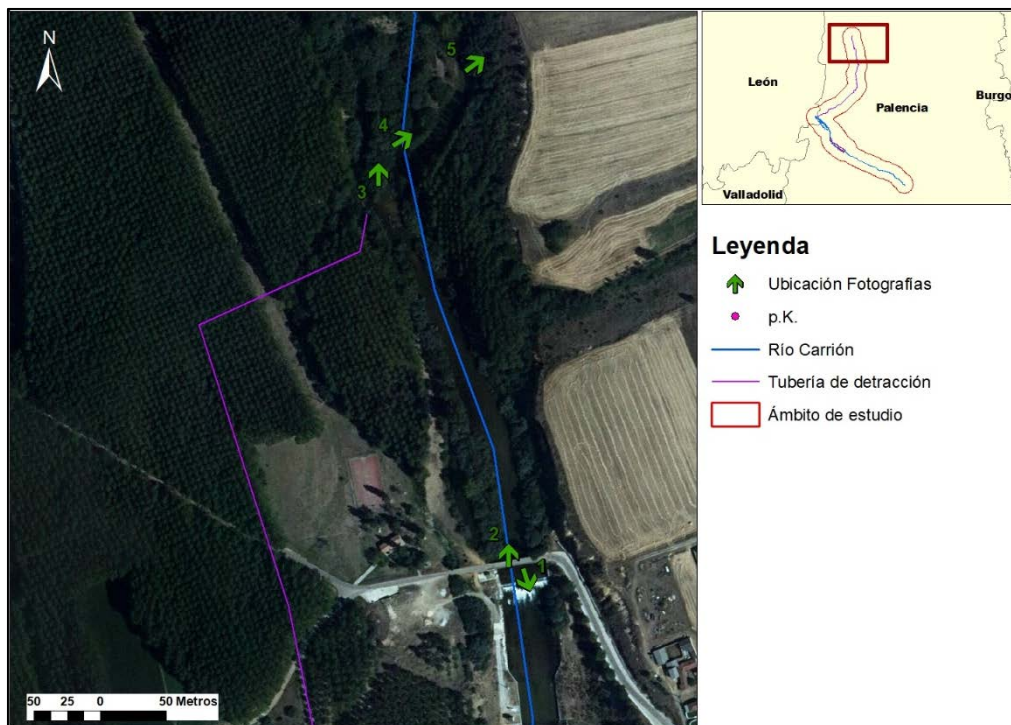 N
5
4
3
2
1
50 25 0 50 Metros
León
Palencia
Burgo
Valladolid
Leyenda
Ubicación Fotografías
p.K.
Río Carrión
Tubería de detracción
Ámbito de estudio